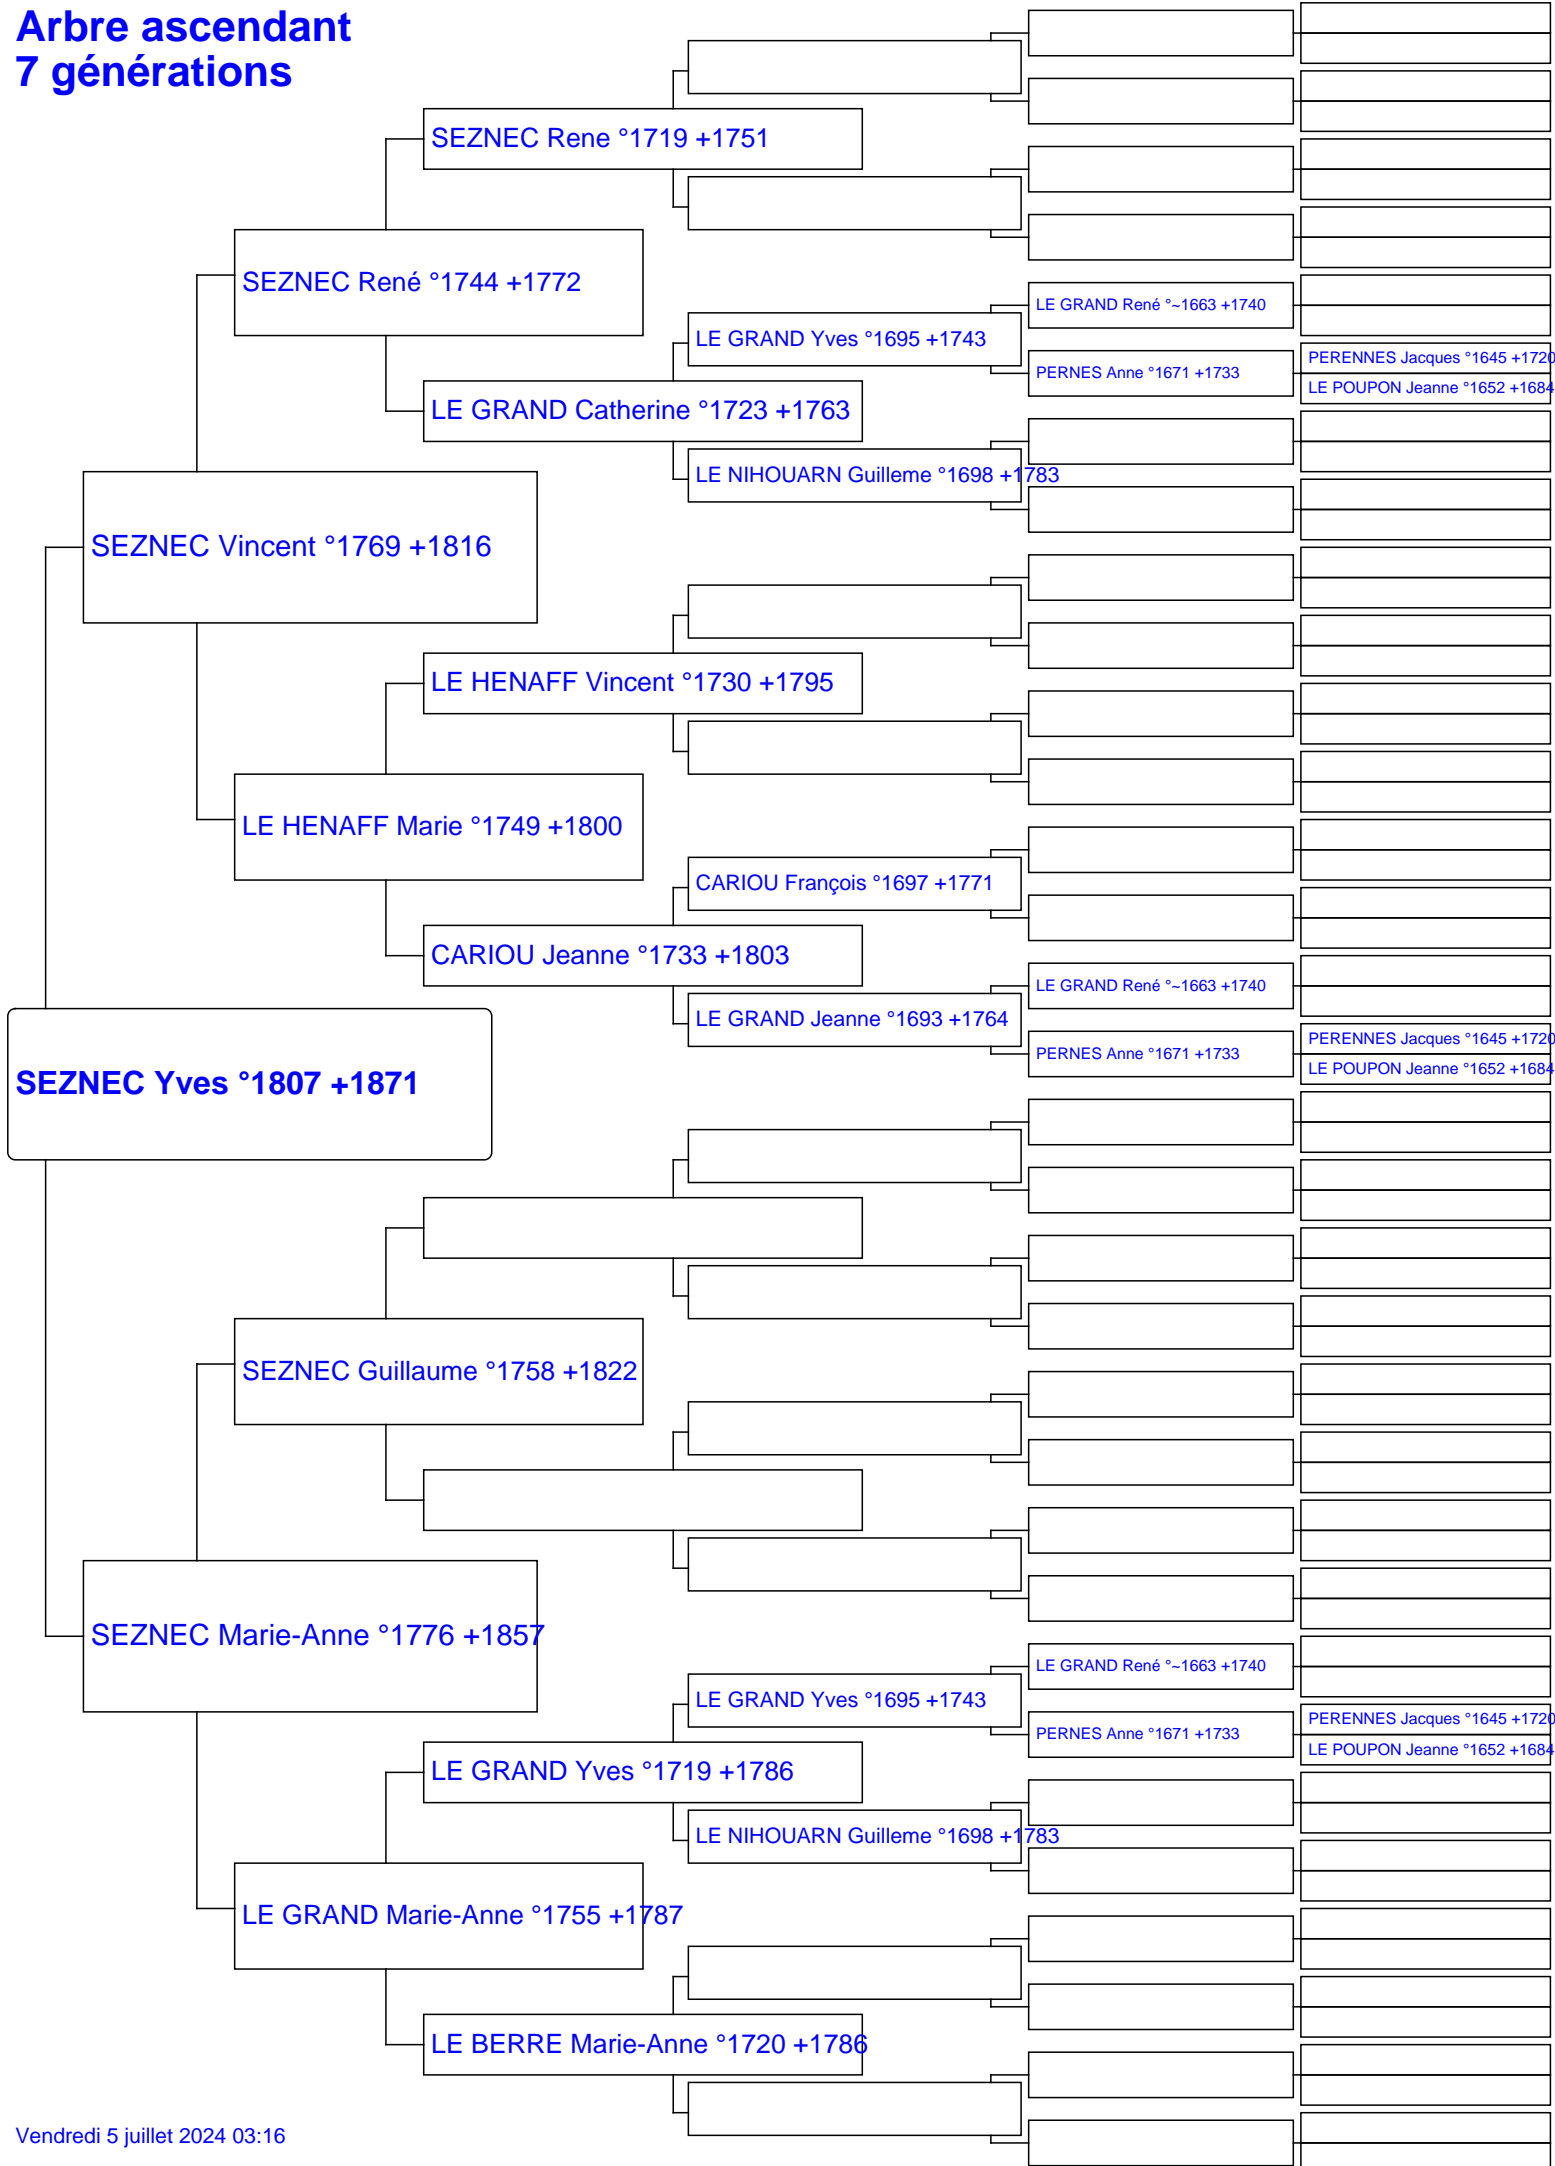 Arbre ascendant
7 générations
SEZNEC Rene °1719 +1751
SEZNEC René °1744 +1772
LE GRAND René °~1663 +1740
LE GRAND Yves °1695 +1743
PERENNES Jacques °1645 +1720
PERNES Anne °1671 +1733
LE POUPON Jeanne °1652 +1684
LE GRAND Catherine °1723 +1763
LE NIHOUARN Guilleme °1698 +1783
SEZNEC Vincent °1769 +1816
LE HENAFF Vincent °1730 +1795
LE HENAFF Marie °1749 +1800
CARIOU François °1697 +1771
CARIOU Jeanne °1733 +1803
LE GRAND René °~1663 +1740
LE GRAND Jeanne °1693 +1764
PERENNES Jacques °1645 +1720
PERNES Anne °1671 +1733
LE POUPON Jeanne °1652 +1684
SEZNEC Yves °1807 +1871
SEZNEC Guillaume °1758 +1822
SEZNEC Marie-Anne °1776 +1857
LE GRAND René °~1663 +1740
LE GRAND Yves °1695 +1743
PERENNES Jacques °1645 +1720
PERNES Anne °1671 +1733
LE POUPON Jeanne °1652 +1684
LE GRAND Yves °1719 +1786
LE NIHOUARN Guilleme °1698 +1783
LE GRAND Marie-Anne °1755 +1787
LE BERRE Marie-Anne °1720 +1786
Vendredi 5 juillet 2024 03:16